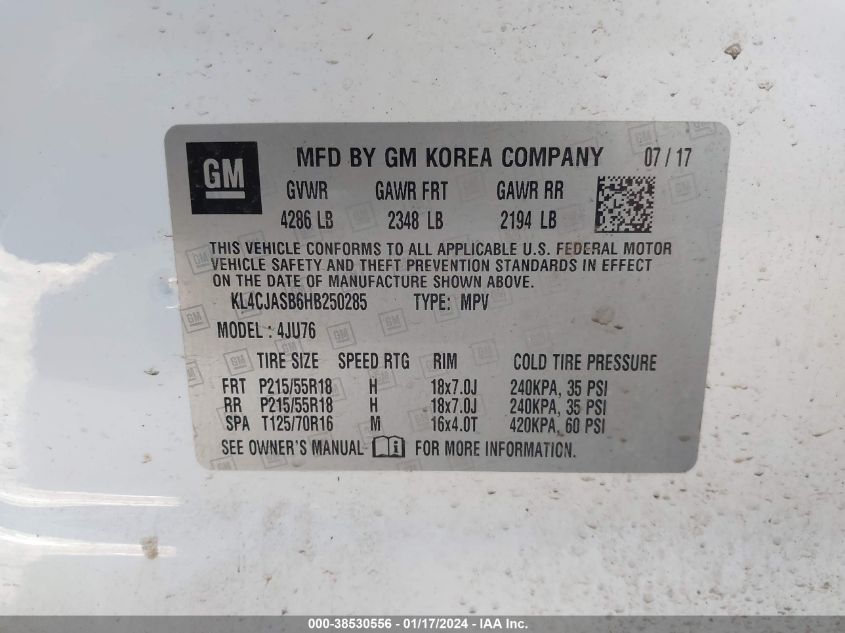 GM MFD BY GM KOREA COMPANY 07/17
GVWR GAWR FRT GAWR RR
4286 LB 2348 LB 2194 LB
THIS VEHICLE CONFORMS TO ALL APPLICABLE U.S. FEDERAL MOTOR
VEHICLE SAFETY AND THEFT PREVENTION STANDARDS IN EFFECT
ON THE DATE OF MANUFACTURE SHOWN ABOVE.
KL4CJASB6HB250285 TYPE: MPV
MODEL : 4JU76
TIRE SIZE SPEED RTG RIM COLD TIRE PRESSURE
FRT P215/55R18 H 18x7.0J 240KPA, 35 PSI
RR P215/55R18 H 18x7.0J 240KPA, 35 PSI
SPA T125/70R16 M 16x4.0T 420KPA, 60 PSI
SEE OWNER'S MANUAL i FOR MORE INFORMATION.
000-38530556 - 01/17/2024 - IAAI Inc.